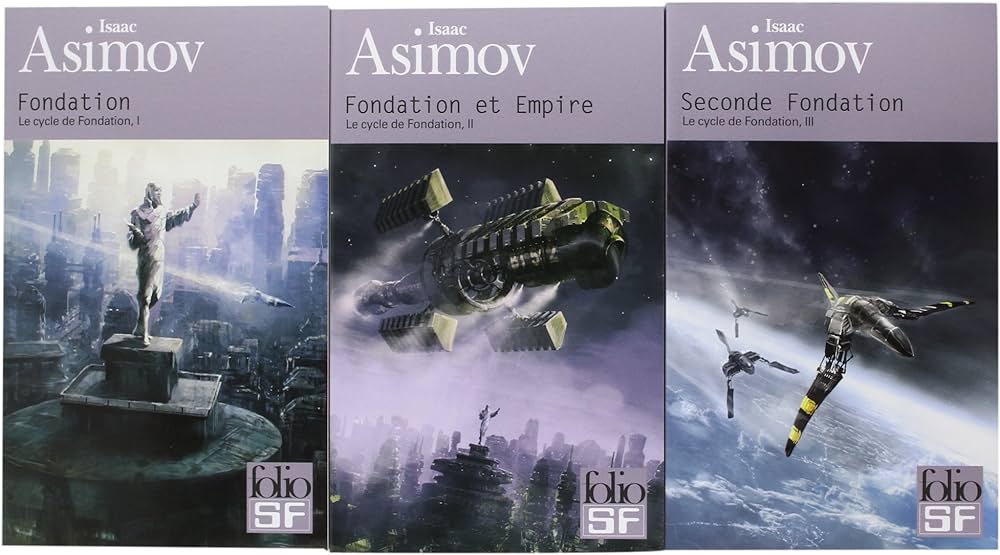 Isaac
Asimov
Fondation
Le cycle de Fondation, I
folio
SF
Isaac
Asimov
Fondation et Empire
Le cycle de Fondation, II
folio
SF
Isaac
Asimov
Seconde Fondation
Le cycle de Fondation, III
folio
SF